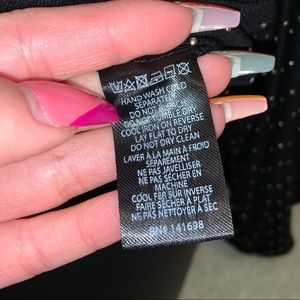 HAND WASH COLD
SEPARATELY
DO NOT BLEACH
DO NOT TUMBLE DRY
COOL IRON ON REVERSE
LAY FLAT TO DRY
DO NOT DRY CLEAN
LAVER À LA MAIN À FROID
SÉPAREMENT
NE PAS JAVELLISER
NE PAS SÉCHER EN
MACHINE
COOL FER SUR INVERSE
FAIRE SÉCHER A PLAT
NE PAS NETTOYER À SEC
RN# 141698